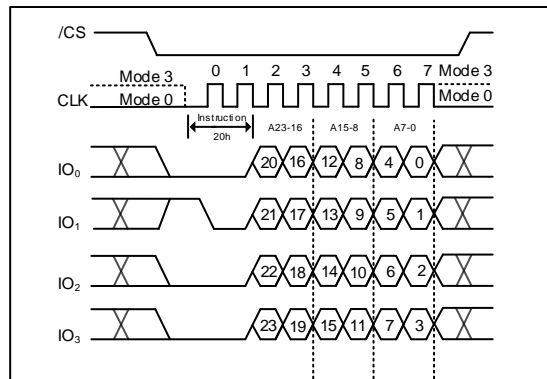 /CS
0 1 2 3 4 5 6 7
Mode 3 Mode 3
CLK Mode 0 Mode 0
Instruction A23-16 A15-8 A7-0
20h
IO0 20 16 12 8 4 0
IO1 21 17 13 9 5 1
IO2 22 18 14 10 6 2
IO3 23 19 15 11 7 3